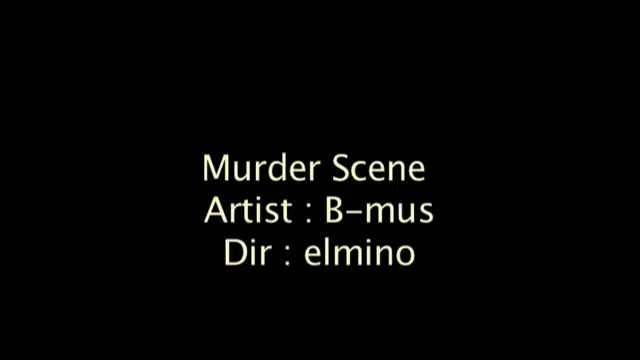 Murder Scene
Artist : B-mus
Dir : elmino